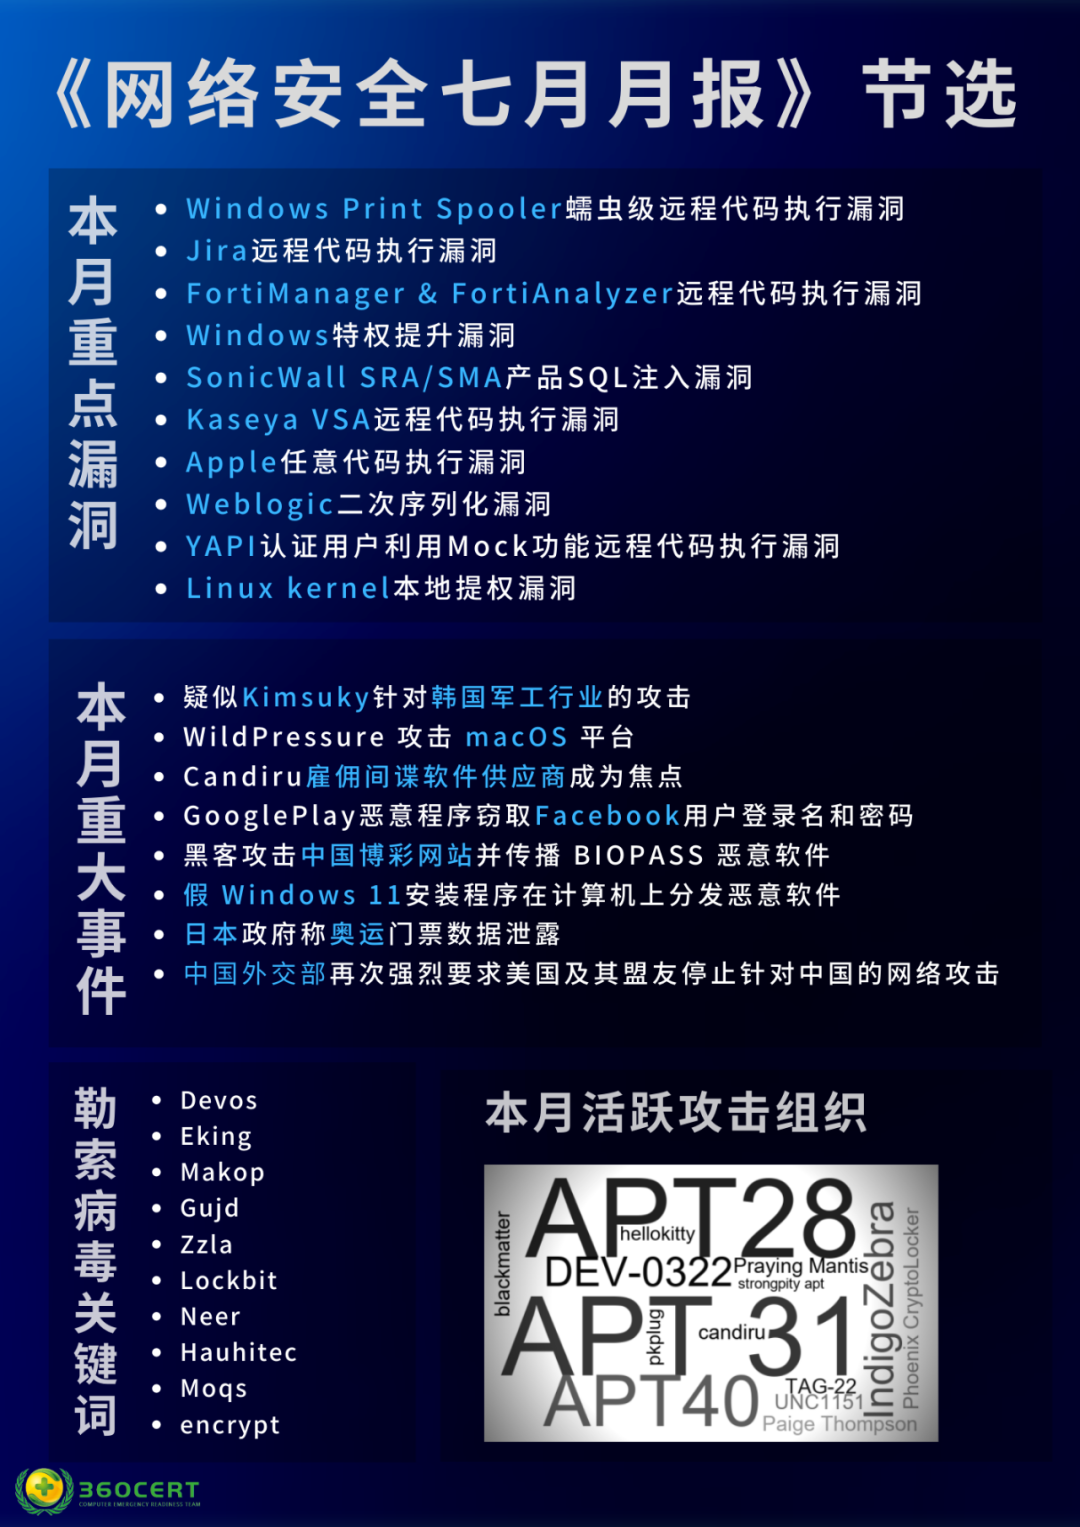 《网络安全七月月报》节选
本月重点漏洞
Windows Print Spooler蠕虫级远程代码执行漏洞
Jira远程代码执行漏洞
FortiManager & FortiAnalyzer远程代码执行漏洞
Windows特权提升漏洞
SonicWall SRA/SMA产品SQL注入漏洞
Kaseya VSA远程代码执行漏洞
Apple任意代码执行漏洞
Weblogic二次序列化漏洞
YAPI认证用户利用Mock功能远程代码执行漏洞
Linux kernel本地提权漏洞
本月重大事件
疑似Kimsuky针对韩国军工行业的攻击
WildPressure 攻击 macOS 平台
Candiru雇佣间谍软件供应商成为焦点
GooglePlay恶意程序窃取Facebook用户登录名和密码
黑客攻击中国博彩网站并传播 BIOPASS 恶意软件
假 Windows 11安装程序在计算机上分发恶意软件
日本政府称奥运门票数据泄露
中国外交部再次强烈要求美国及其盟友停止针对中国的网络攻击
勒索病毒关键词
Devos
Eking
Makop
Gujd
Zzla
Lockbit
Neer
Hauhitec
Moqs
encrypt
本月活跃攻击组织
blackmatter
APT28
hellokitty
DEV-0322
Praying Mantis
strongpity apt
APT 31
pkplug
candiru
APT40
TAG-22
UNC1151
Paige Thompson
IndigoZebra
Phoenix CryptoLocker
360CERT
COMPUTER EMERGENCY READINESS TEAM